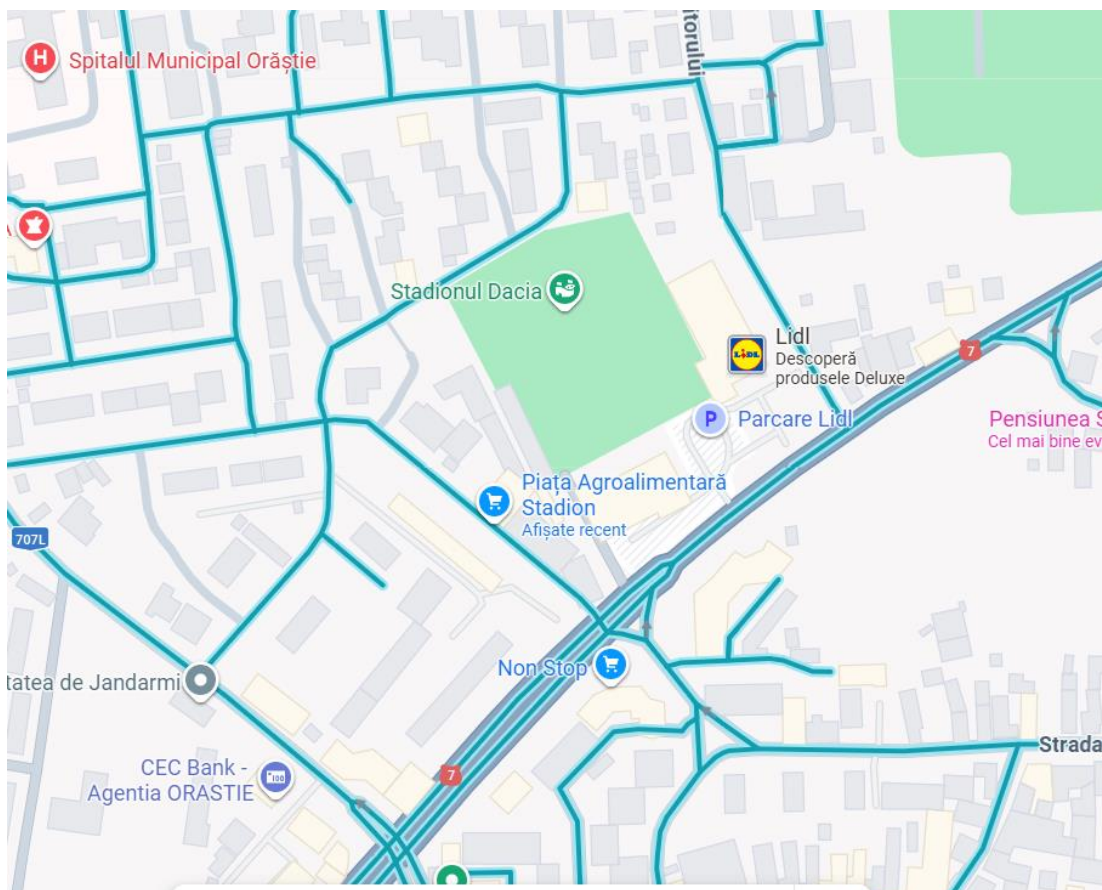 itorului
H
Spitalul Municipal Orăștie
A
Stadionul Dacia
Lidl
Descoperă
produsele Deluxe
LIDL
7
P
Parcare Lidl
Pensiunea S
Cel mai bine ev
Piața Agroalimentară
Stadion
Afișate recent
707L
Non Stop
tatea de Jandarmi
Strada
CEC Bank -
Agentia ORASTIE
7